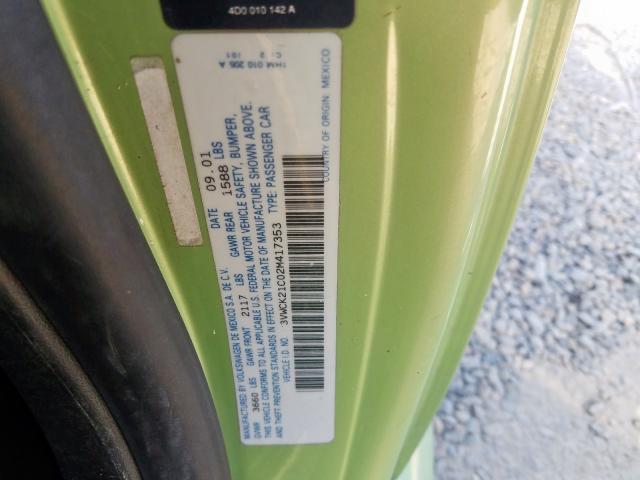 4D0 010 142 A
1HM 010 206 A
MANUFACTURED BY VOLKSWAGEN DE MEXICO S.A. DE C.V. DATE 09.01
GVWR 3660 LBS GAWR FRONT 2117 LBS GAWR REAR 1588 LBS
THIS VEHICLE CONFORMS TO ALL APPLICABLE U.S. FEDERAL MOTOR VEHICLE SAFETY, BUMPER,
AND THEFT PREVENTION STANDARDS IN EFFECT ON THE DATE OF MANUFACTURE SHOWN ABOVE.
VEHICLE I.D. NO. 3VWCK21C02M417353 TYPE: PASSENGER CAR
COUNTRY OF ORIGIN: MEXICO